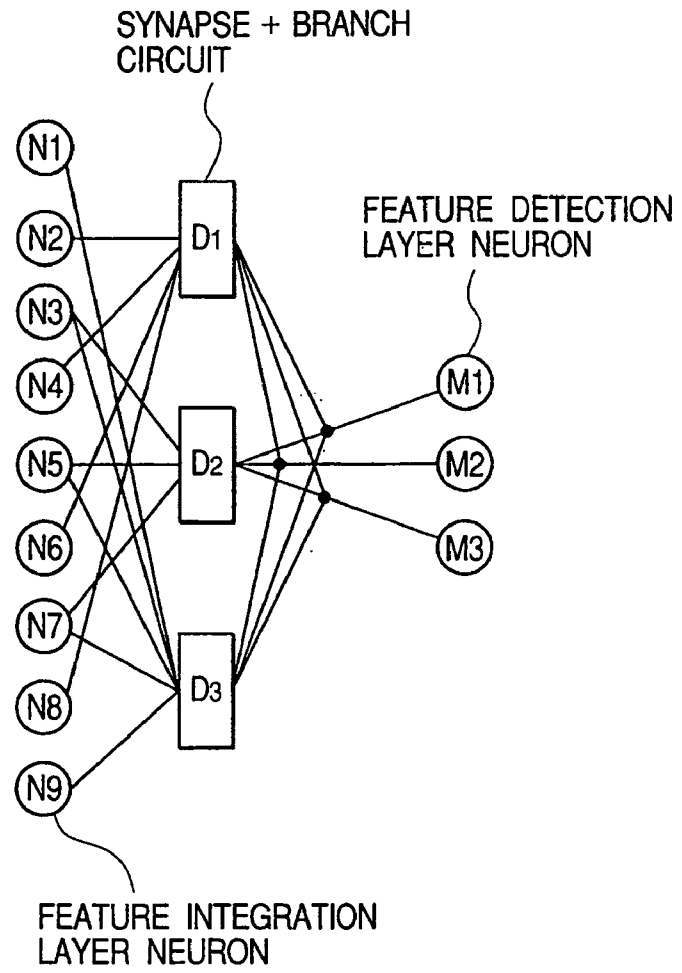 SYNAPSE + BRANCH
CIRCUIT
N1
N2
N3
N4
N5
N6
N7
N8
N9
D1
D2
D3
FEATURE DETECTION
LAYER NEURON
M1
M2
M3
FEATURE INTEGRATION
LAYER NEURON